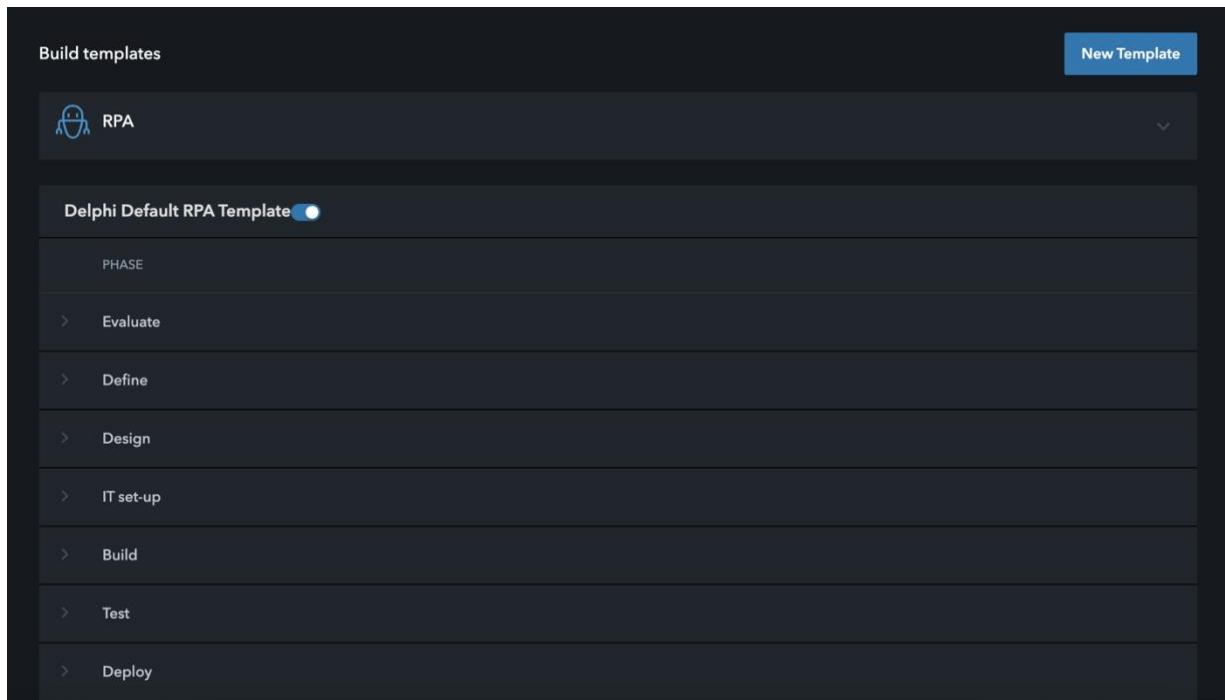 Build templates
New Template
RPA
Delphi Default RPA Template
PHASE
Evaluate
Define
Design
IT set-up
Build
Test
Deploy